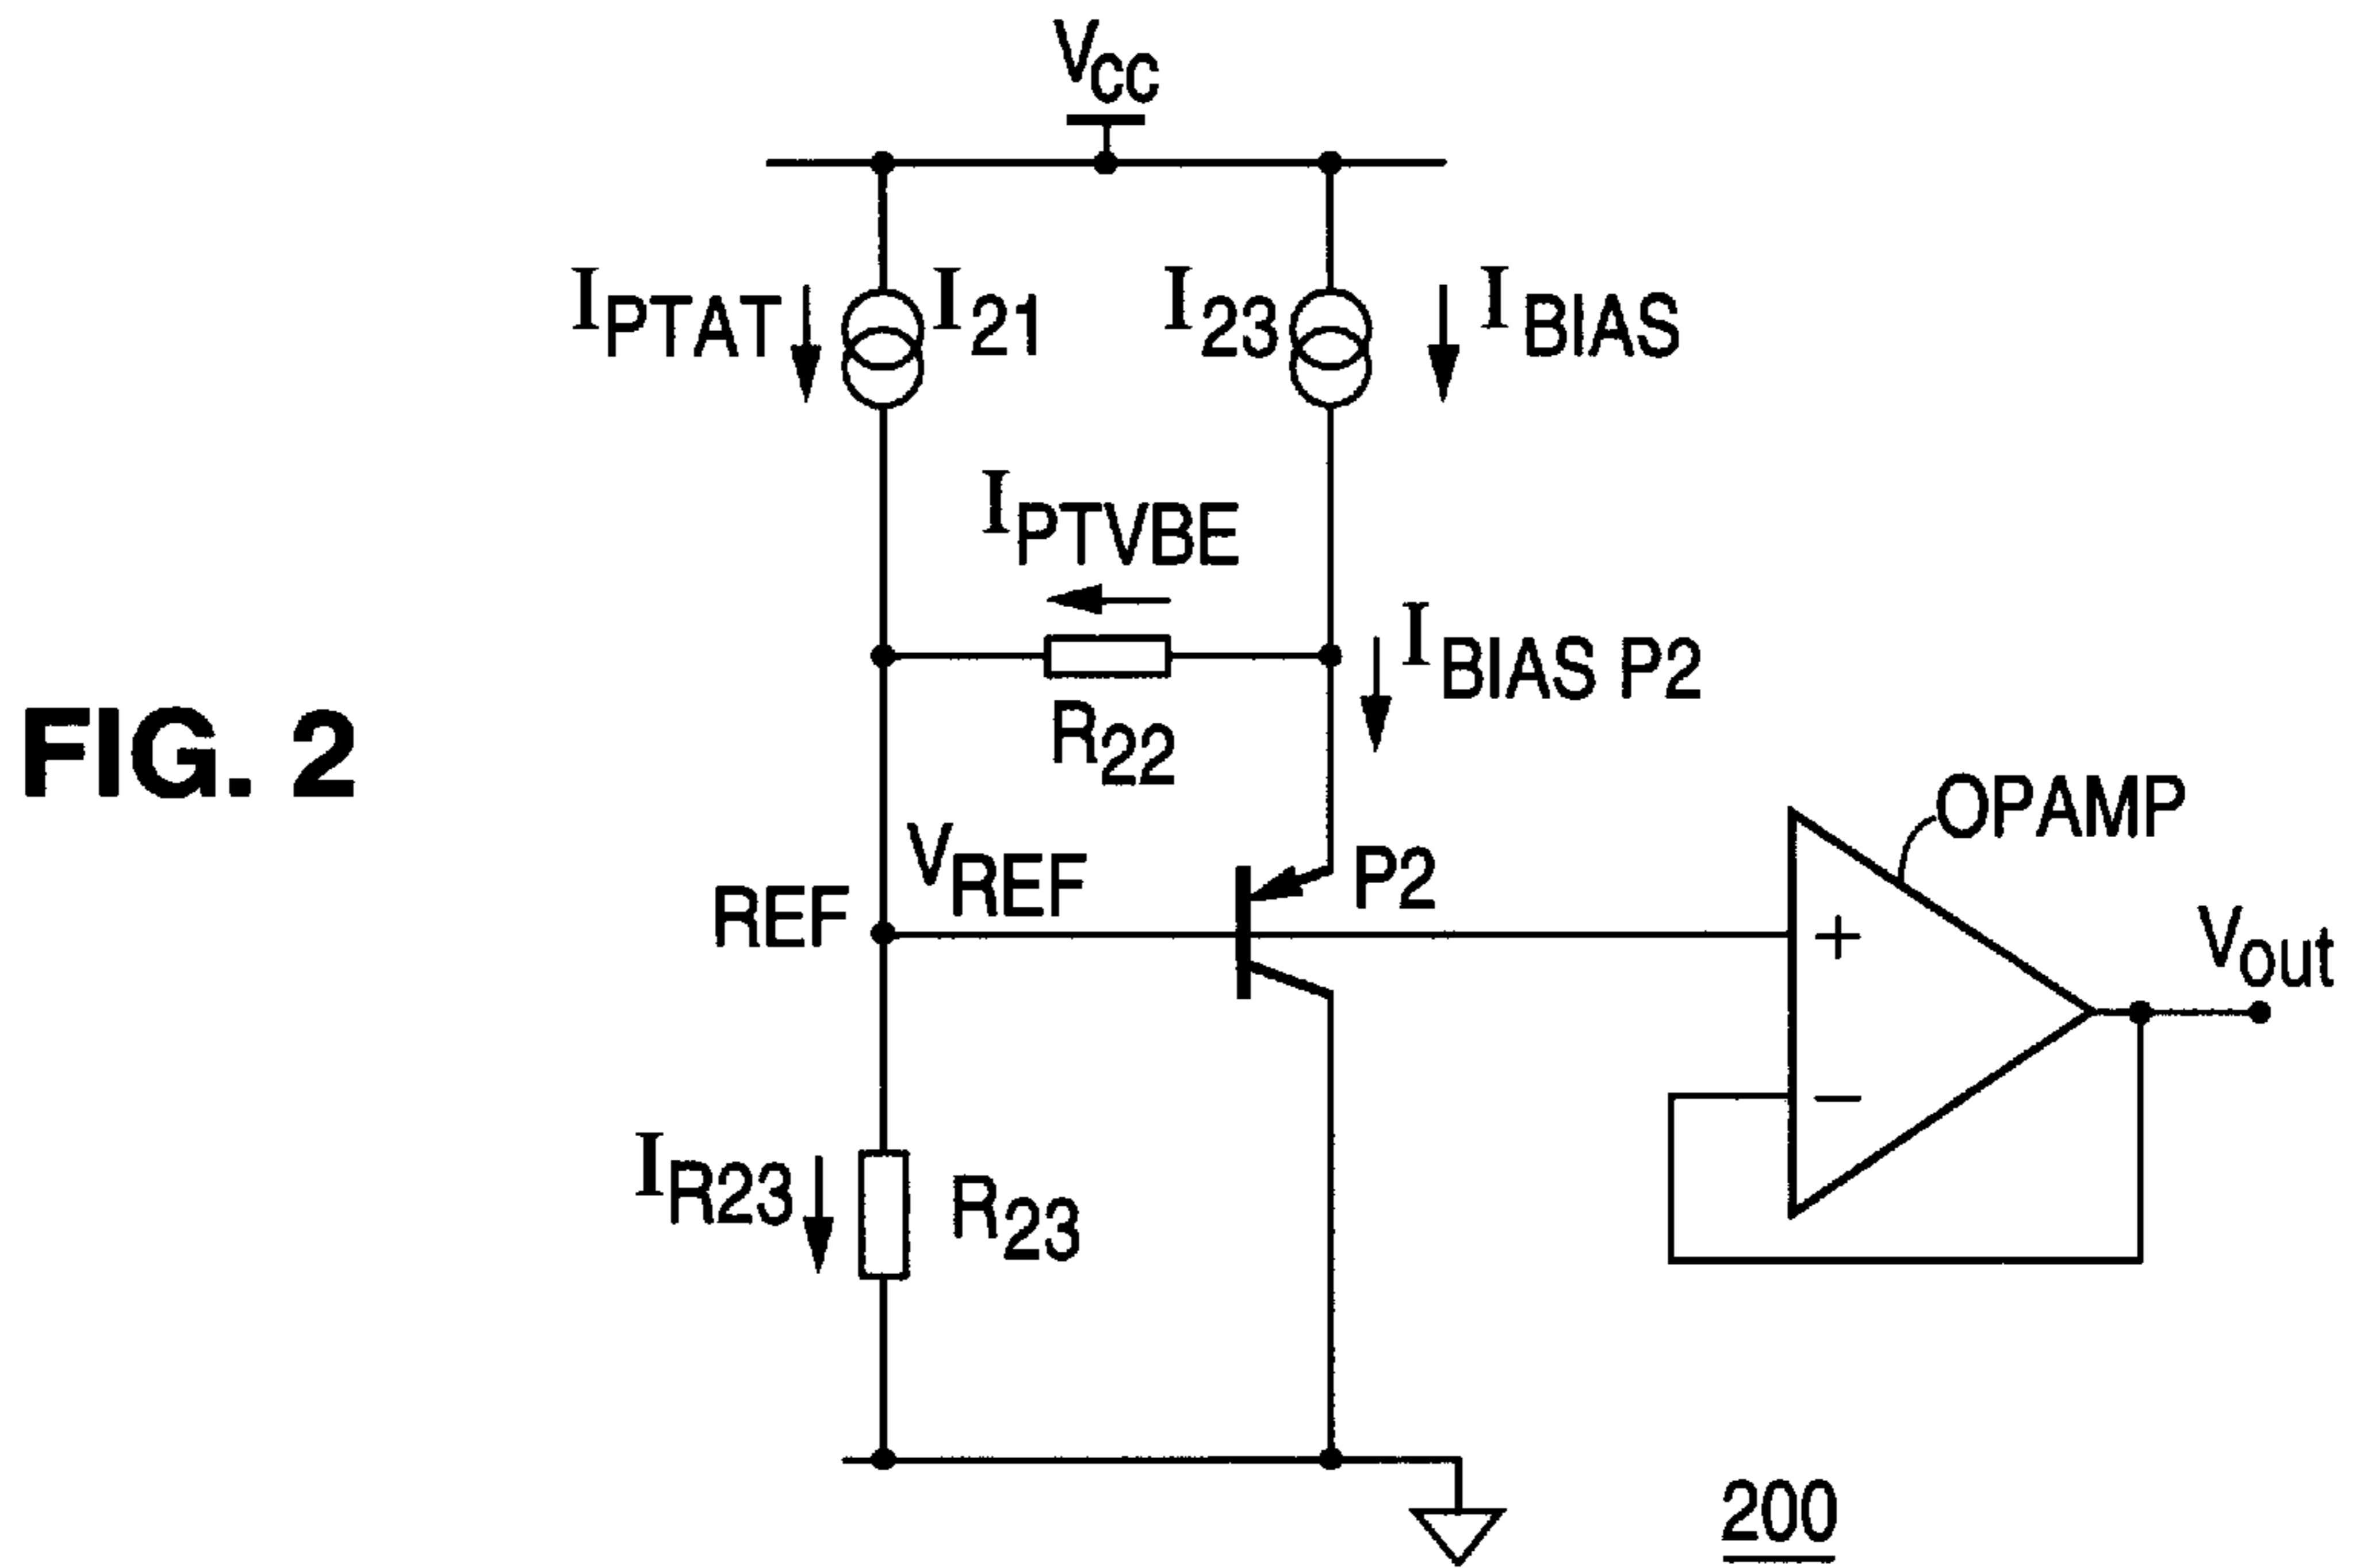 VCC
IPTAT
I21
I23
IBIAS
IPTVBE
IBIAS P2
R22
FIG. 2
OPAMP
VREF
P2
REF
+
Vout
−
IR23
R23
200